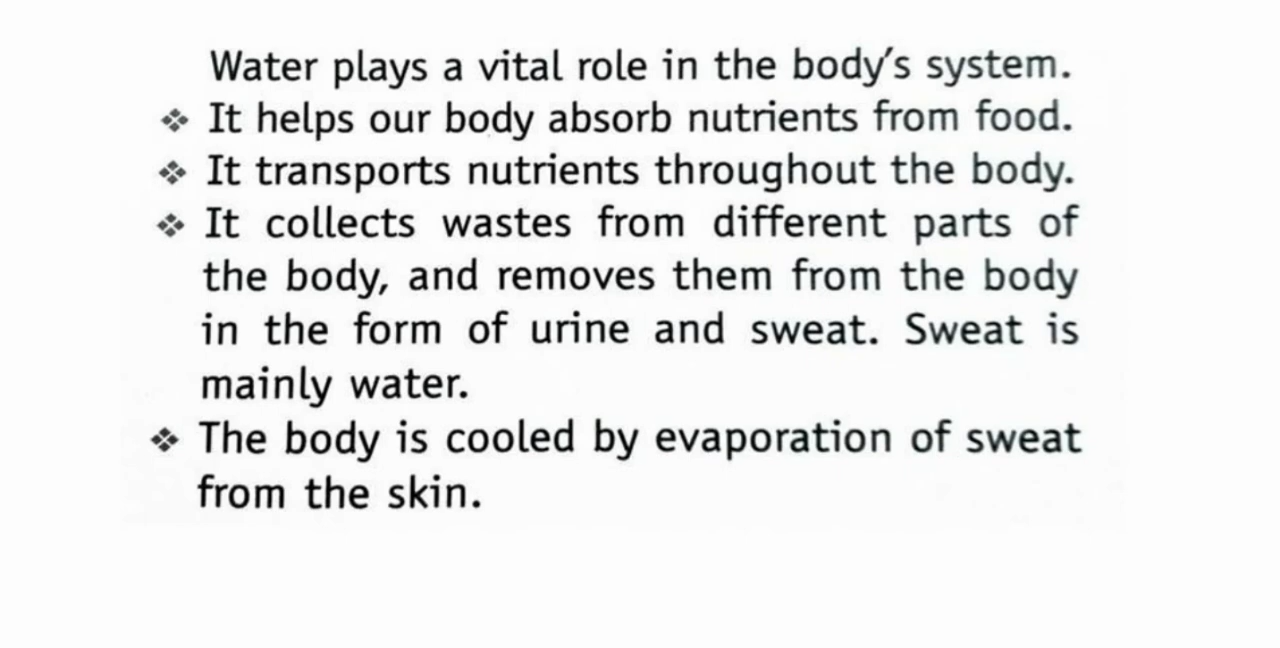 Water plays a vital role in the body's system.
❖ It helps our body absorb nutrients from food.
❖ It transports nutrients throughout the body.
❖ It collects wastes from different parts of
the body, and removes them from the body
in the form of urine and sweat. Sweat is
mainly water.
❖ The body is cooled by evaporation of sweat
from the skin.